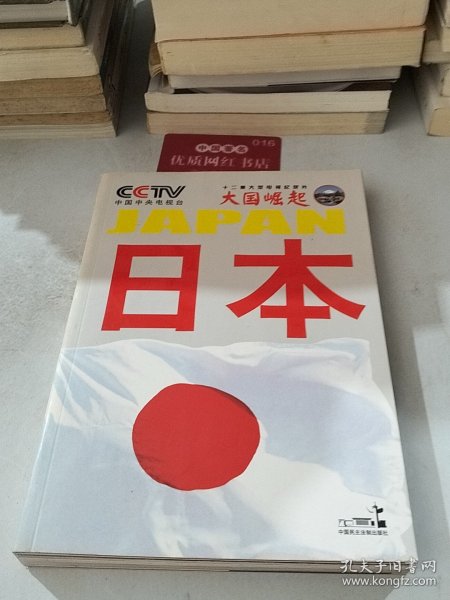 中国著名
016
优质网红书店
CCTV
中国中央电视台
十二集大型电视纪录片
大国崛起
JAPAN
日本
中国民主法制出版社
孔夫子旧书网
www.kongfz.com